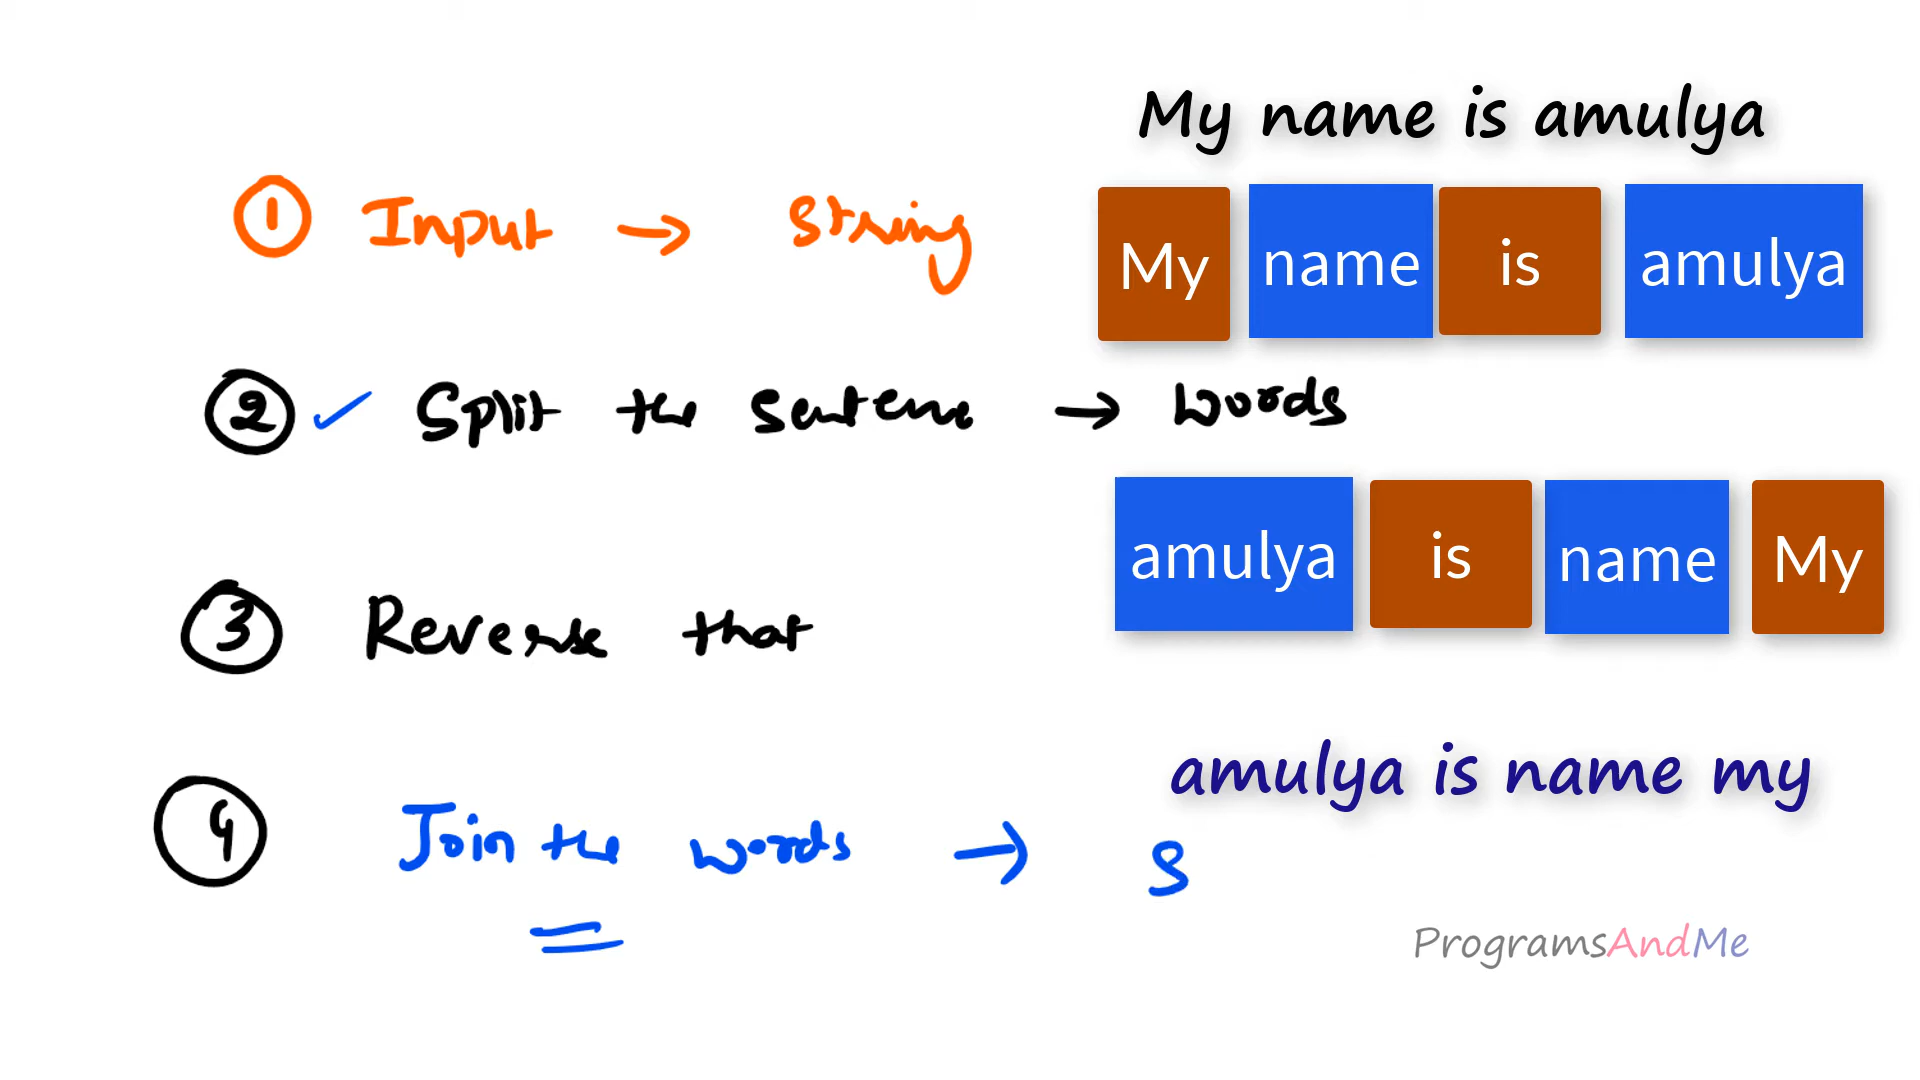 My name is amulya
1 Input → string
My name is amulya
2 ✓ Split the sentence → words
amulya is name My
3 Reverse that
amulya is name my
4 Join the words → S
ProgramsAndMe